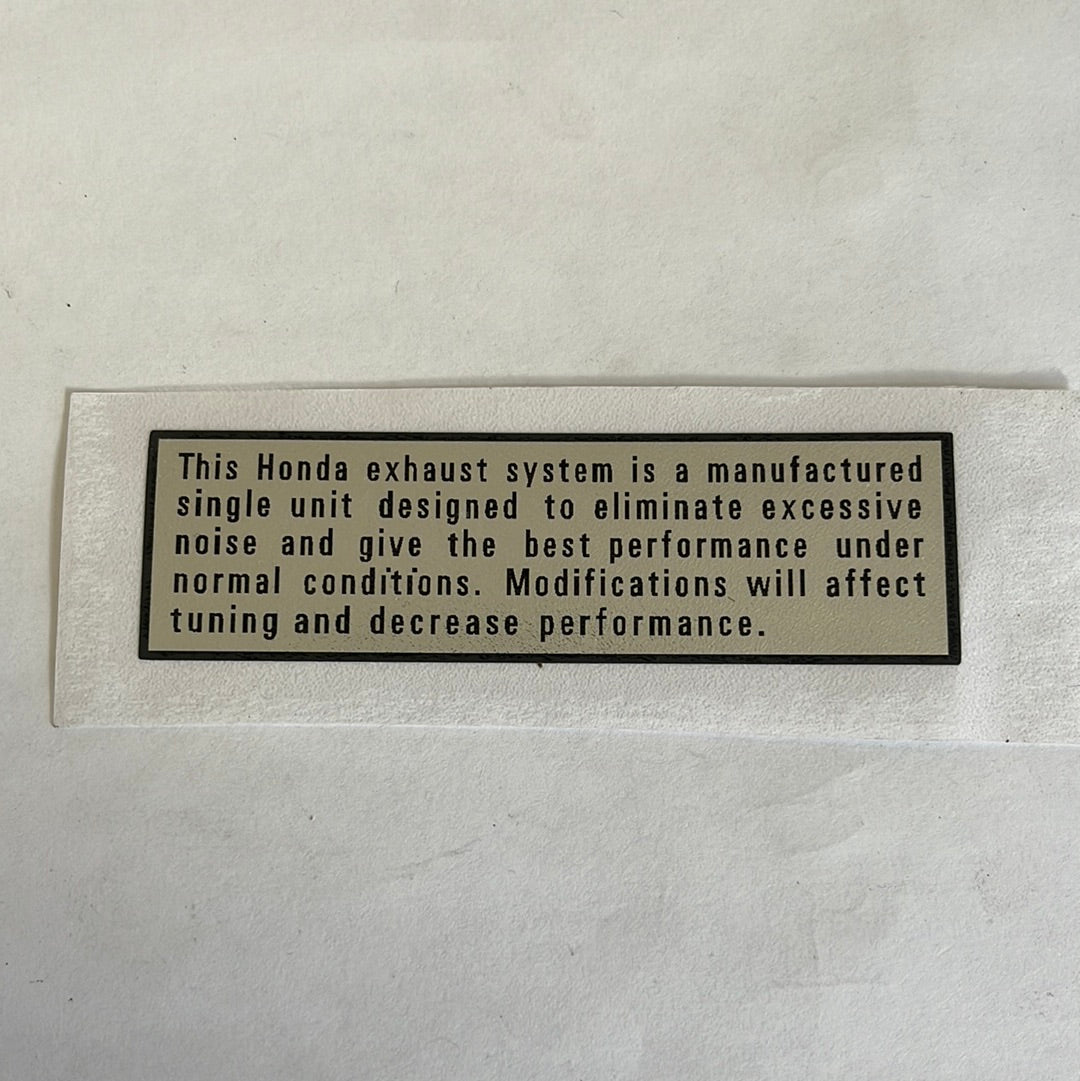 This Honda exhaust system is a manufactured
single unit designed to eliminate excessive
noise and give the best performance under
normal conditions. Modifications will affect
tuning and decrease performance.